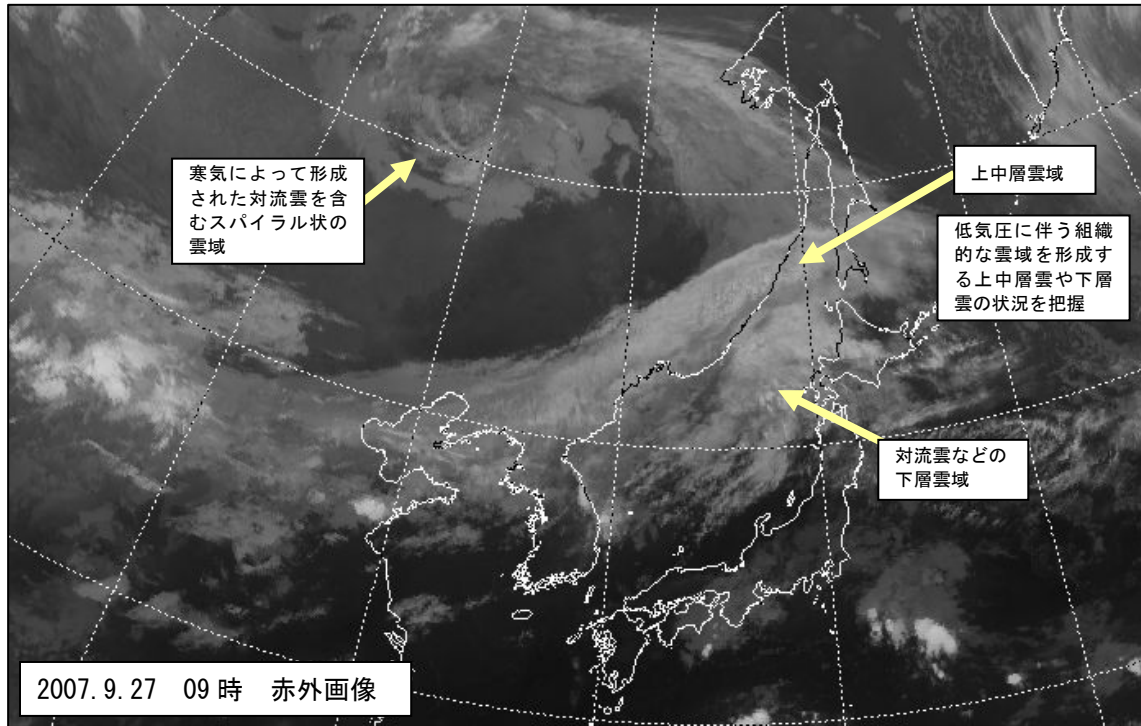 寒気によって形成
された対流雲を含
むスパイラル状の
雲域
上中層雲域
低気圧に伴う組織
的な雲域を形成す
る上中層雲や下層
雲の状況を把握
対流雲などの
下層雲域
2007.9.27 09時 赤外画像